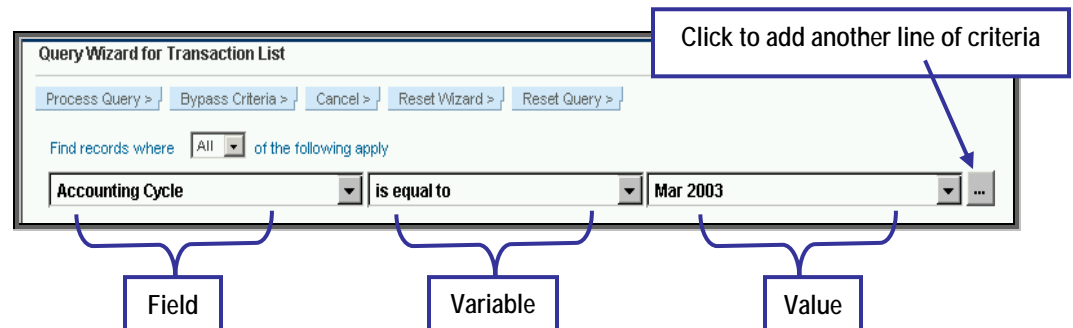 Click to add another line of criteria
Query Wizard for Transaction List
Process Query > Bypass Criteria > Cancel > Reset Wizard > Reset Query >
Find records where All of the following apply
Accounting Cycle is equal to Mar 2003 ...
Field Variable Value